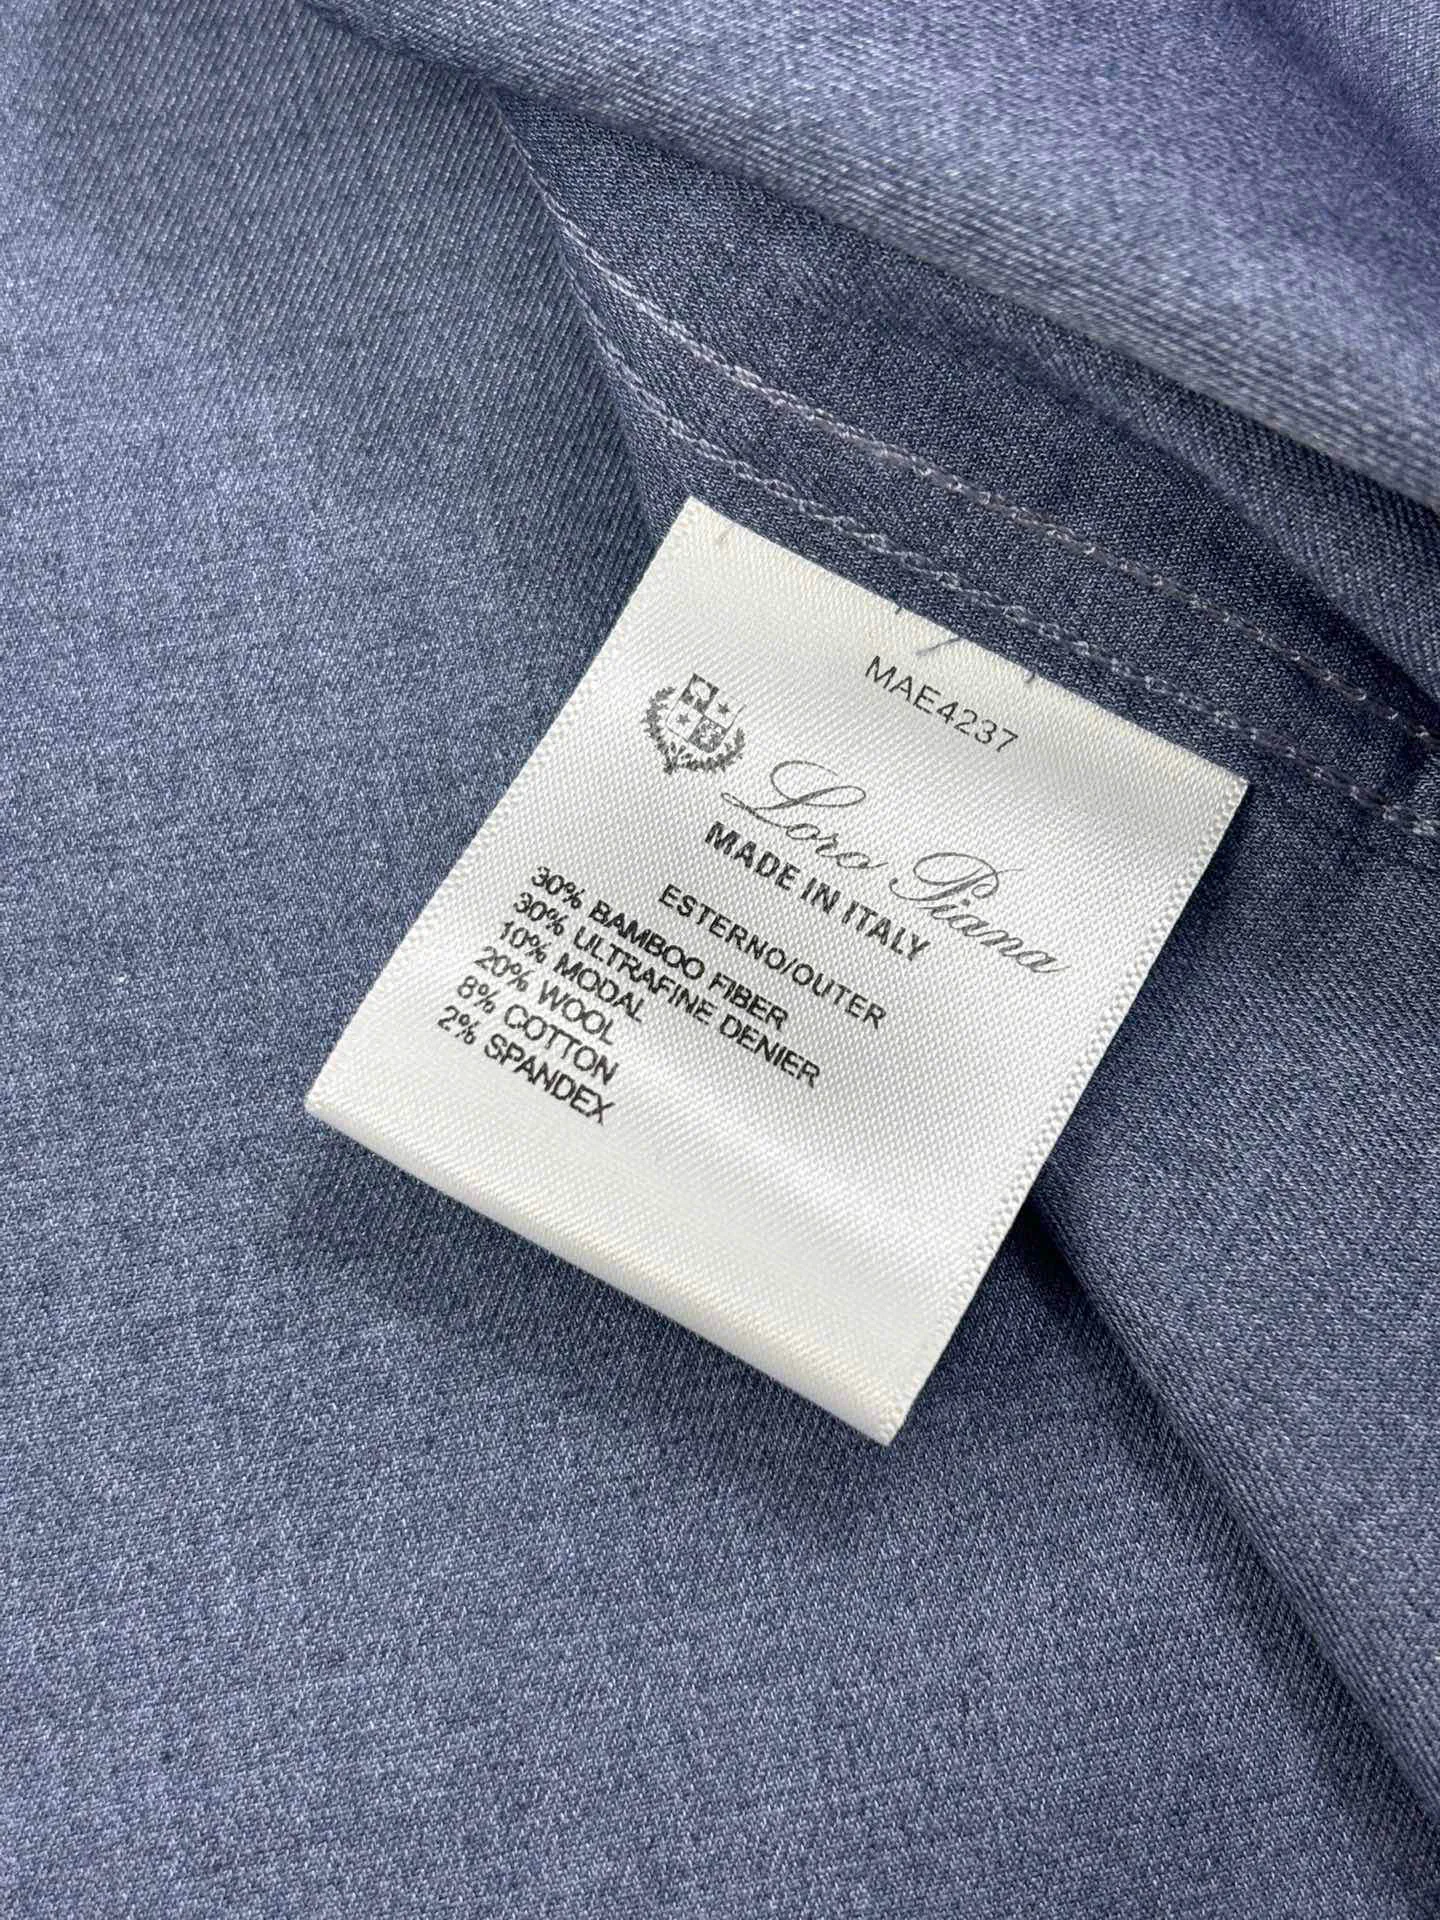 MAE4237
Loro Piana
MADE IN ITALY
ESTERNO/OUTER
30% BAMBOO FIBER
30% ULTRAFINE DENIER
10% MODAL
20% WOOL
8% COTTON
2% SPANDEX